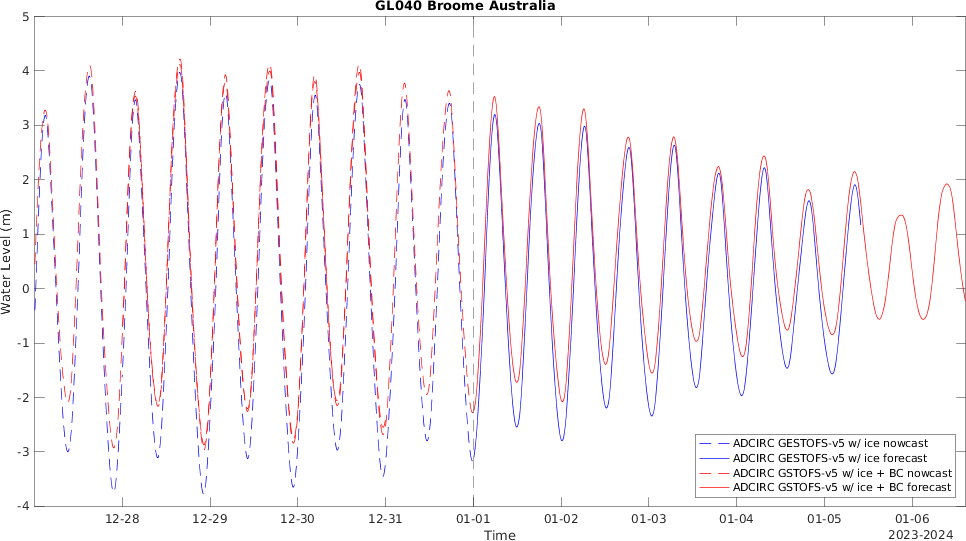 GL040 Broome Australia
5
4
3
2
1
0
-1
-2
-3
-4
Water Level (m)
12-28 12-29 12-30 12-31 01-01 01-02 01-03 01-04 01-05 01-06
Time
2023-2024
ADCIRC GESTOFS-v5 w/ ice nowcast
ADCIRC GESTOFS-v5 w/ ice forecast
ADCIRC GSTOFS-v5 w/ ice + BC nowcast
ADCIRC GSTOFS-v5 w/ ice + BC forecast